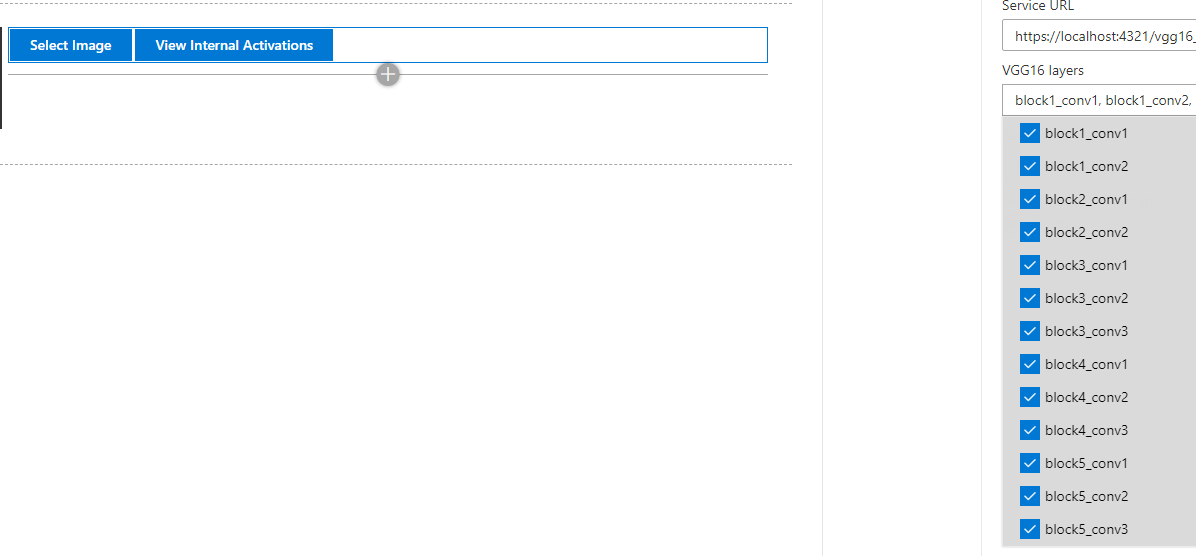 Select Image
View Internal Activations
Service URL
https://localhost:4321/vgg16_
VGG16 layers
block1_conv1, block1_conv2,
block1_conv1
block1_conv2
block2_conv1
block2_conv2
block3_conv1
block3_conv2
block3_conv3
block4_conv1
block4_conv2
block4_conv3
block5_conv1
block5_conv2
block5_conv3